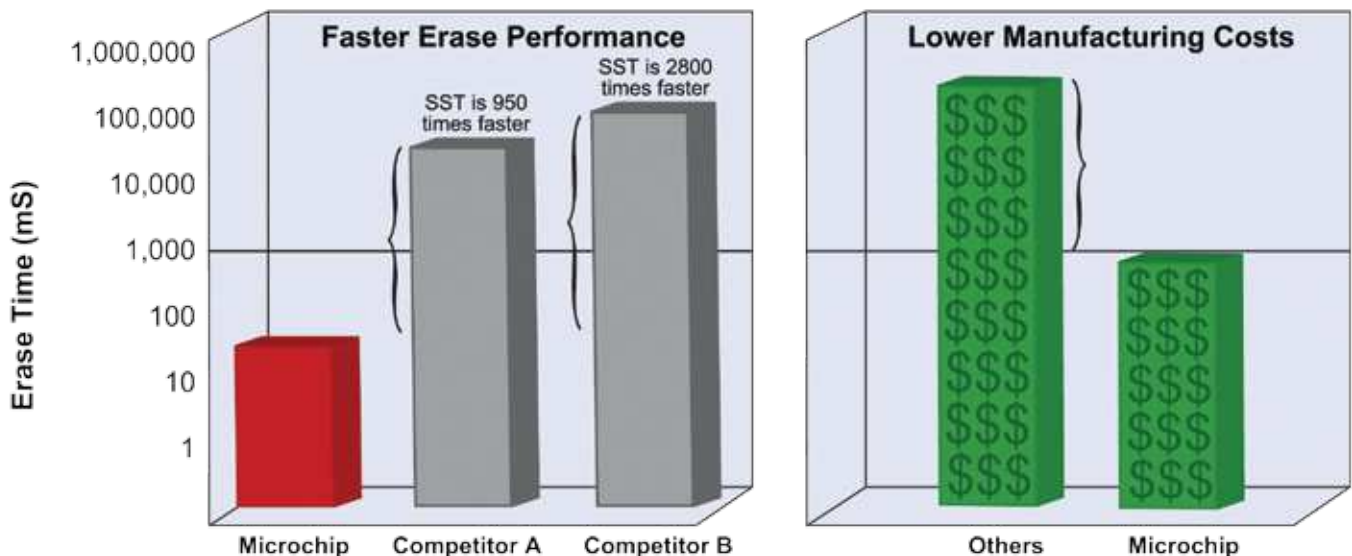 Faster Erase Performance
SST is 950
times faster
SST is 2800
times faster
Erase Time (mS)
1,000,000
100,000
10,000
1,000
100
10
1
Microchip
Competitor A
Competitor B
Lower Manufacturing Costs
$$$
$$$
$$$
$$$
$$$
$$$
$$$
$$$
$$$
$$$
$$$
$$$
$$$
Others
Microchip